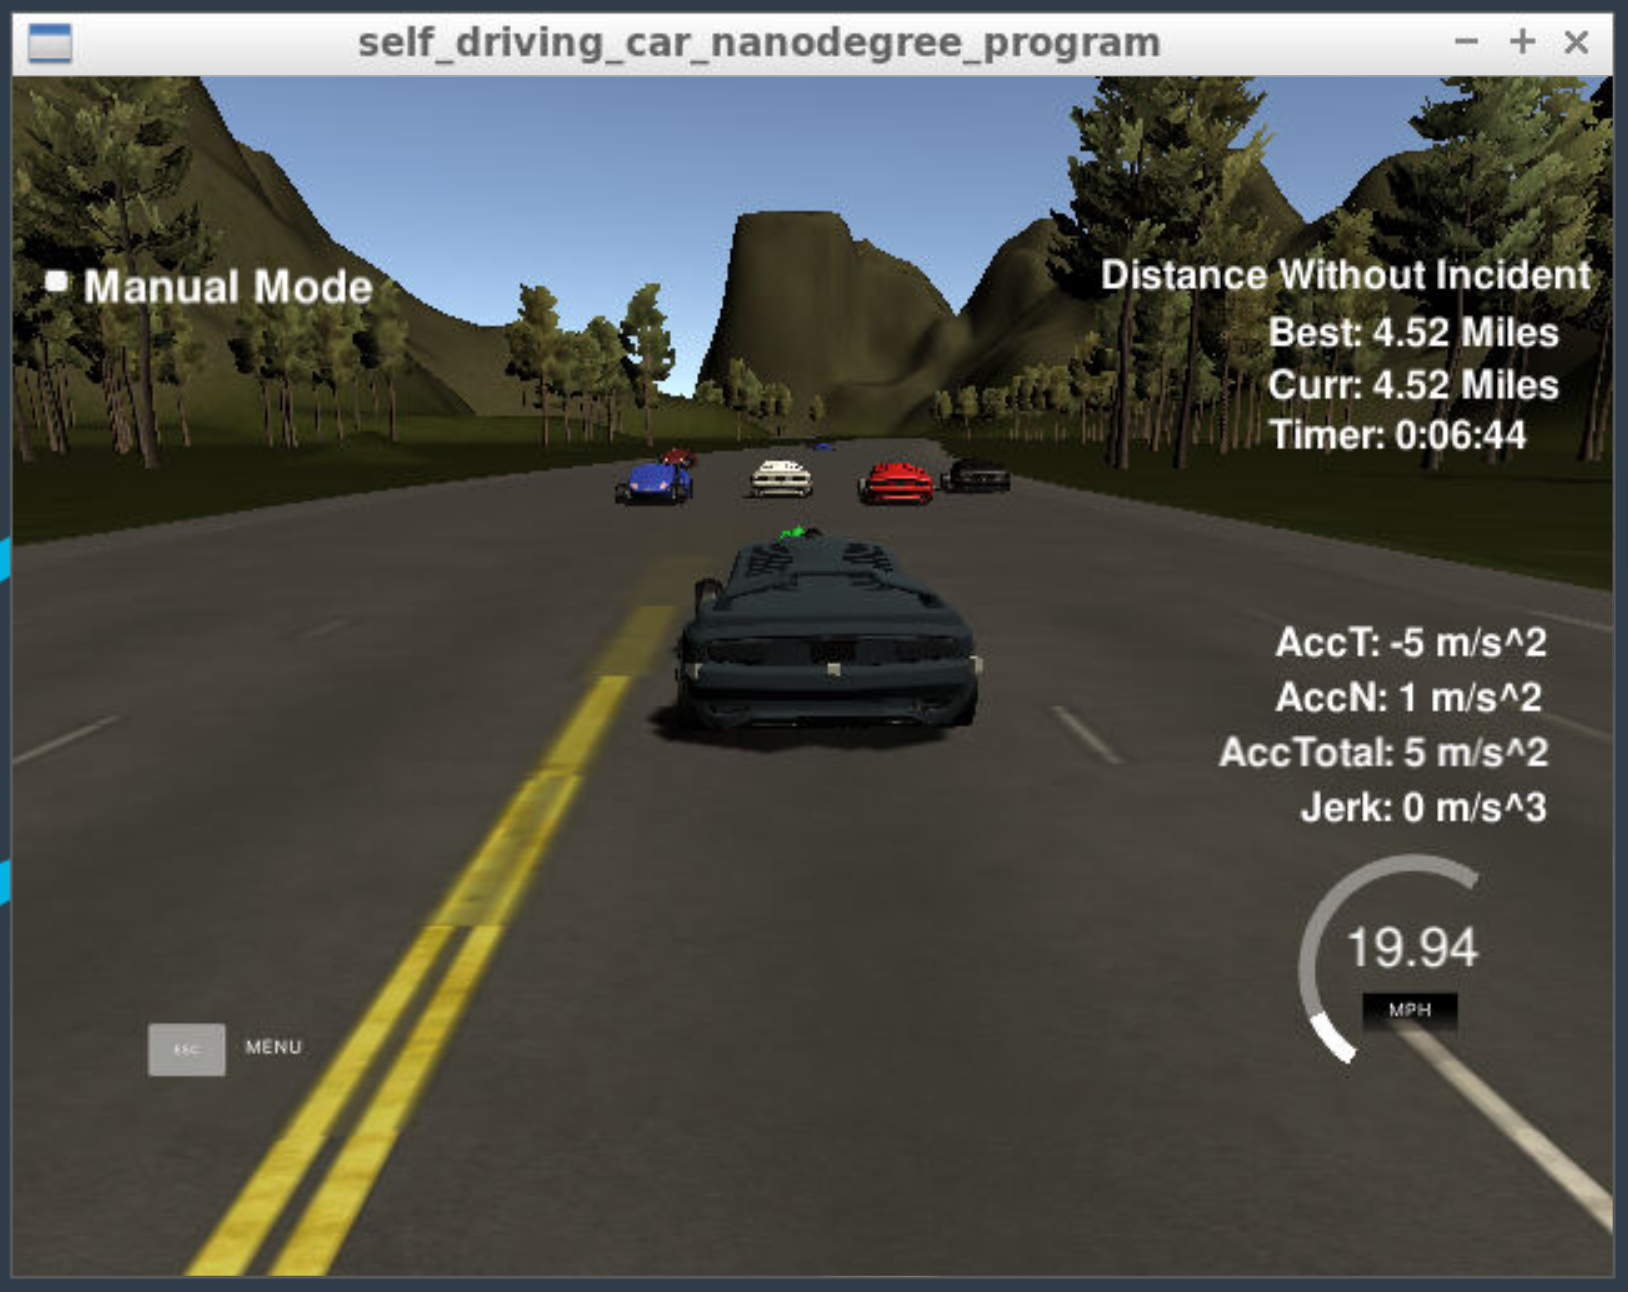 self_driving_car_nanodegree_program
Manual Mode
Distance Without Incident
Best: 4.52 Miles
Curr: 4.52 Miles
Timer: 0:06:44
AccT: -5 m/s^2
AccN: 1 m/s^2
AccTotal: 5 m/s^2
Jerk: 0 m/s^3
19.94
MPH
ESC MENU